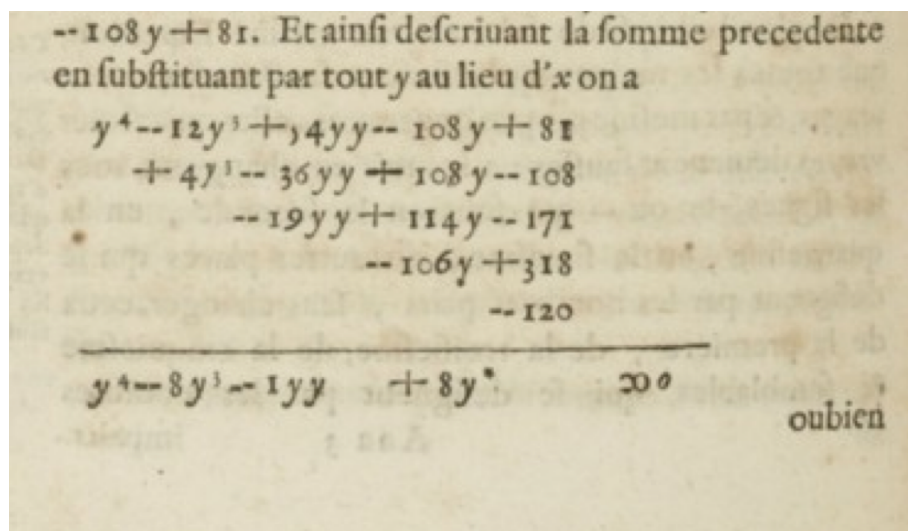 --108y+81. Et ainſi deſcriuant la ſomme precedente
en ſubſtituant par tout y au lieu d'x on a
y⁴--12y³+54yy--108y+81
+4y³--36yy+108y--108
--19yy+114y--171
--106y+318
--120
y⁴--8y³--1yy +8y* ∞0
oubien